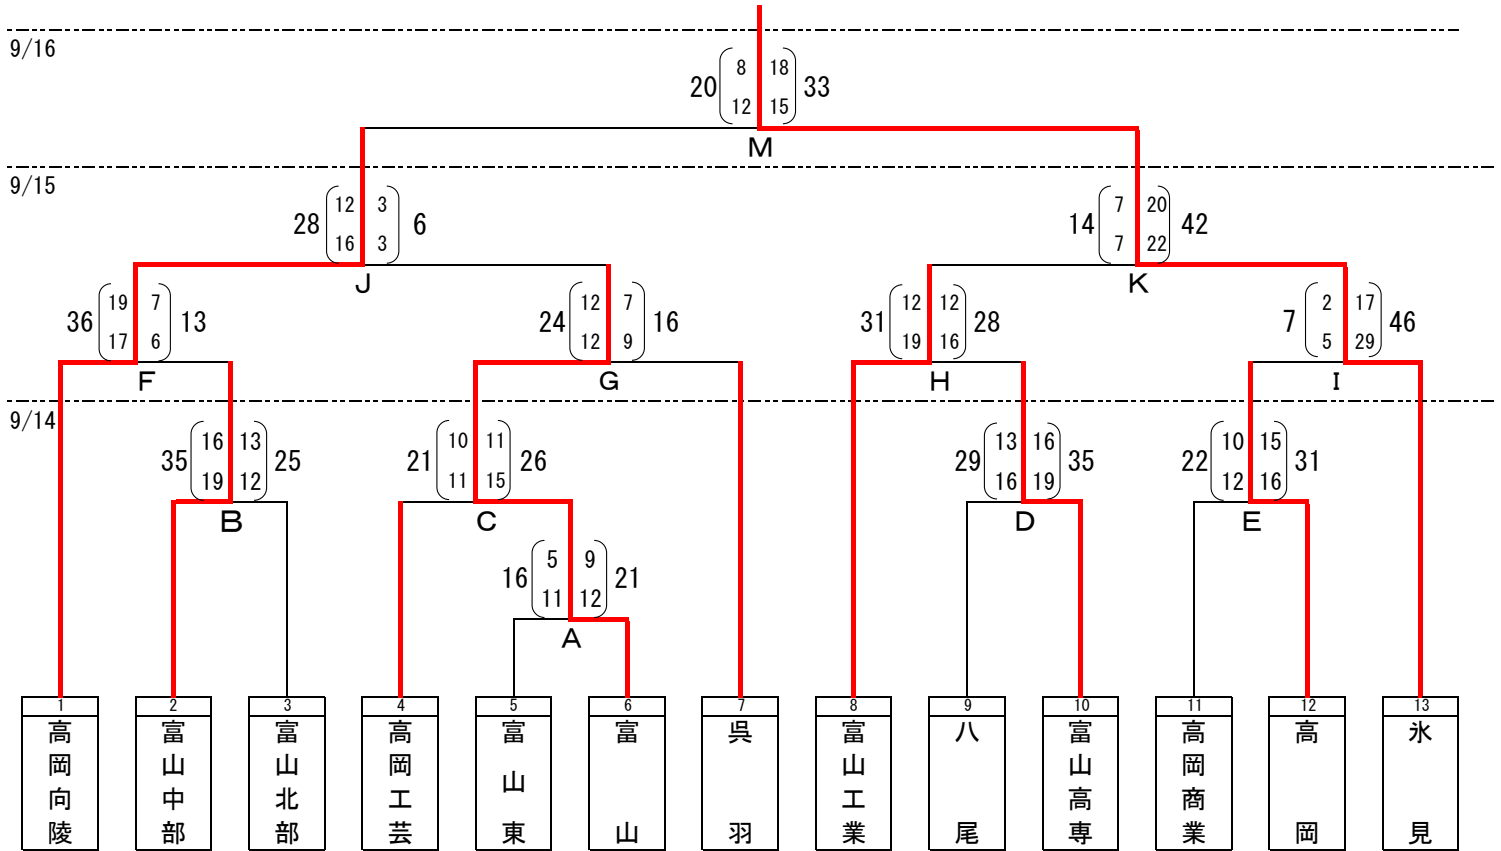 9/16
20 8 18 33
12 15
M
9/15
28 12 3 6
16 3
J
14 7 20 42
7 22
K
36 19 7 13
17 6
F
24 12 7 16
12 9
G
31 12 12 28
19 16
H
7 2 17 46
5 29
I
9/14
35 16 13 25
19 12
B
21 10 11 26
11 15
C
29 13 16 35
16 19
D
22 10 15 31
12 16
E
16 5 9 21
11 12
A
1
高岡向陵
2
富山中部
3
富山北部
4
高岡工芸
5
富山東
6
富山
7
呉羽
8
富山工業
9
八尾
10
富山高専
11
高岡商業
12
高岡
13
氷見